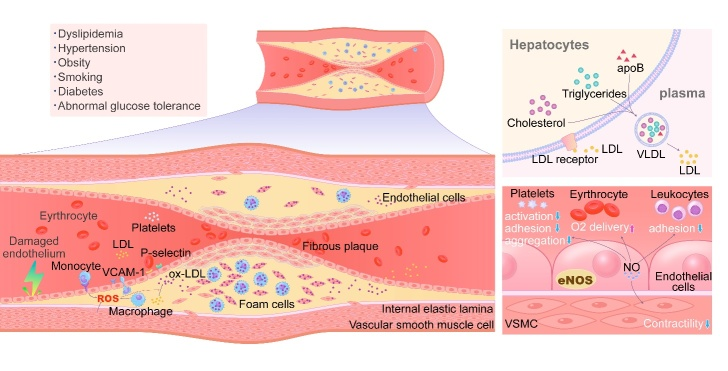 ·Dyslipidemia
·Hypertension
·Obsity
·Smoking
·Diabetes
·Abnormal glucose tolerance
Endothelial cells
Eyrthrocyte
Platelets
Damaged
endothelium
LDL
P-selectin
Fibrous plaque
Monocyte
VCAM-1
ox-LDL
ROS
Macrophage
Foam cells
Internal elastic lamina
Vascular smooth muscle cell
Hepatocytes
apoB
Triglycerides
plasma
Cholesterol
LDL
VLDL
LDL receptor
LDL
Platelets
Eyrthrocyte
Leukocytes
activation
adhesion
aggregation
O2 delivery
adhesion
NO
eNOS
Endothelial
cells
VSMC
Contractility